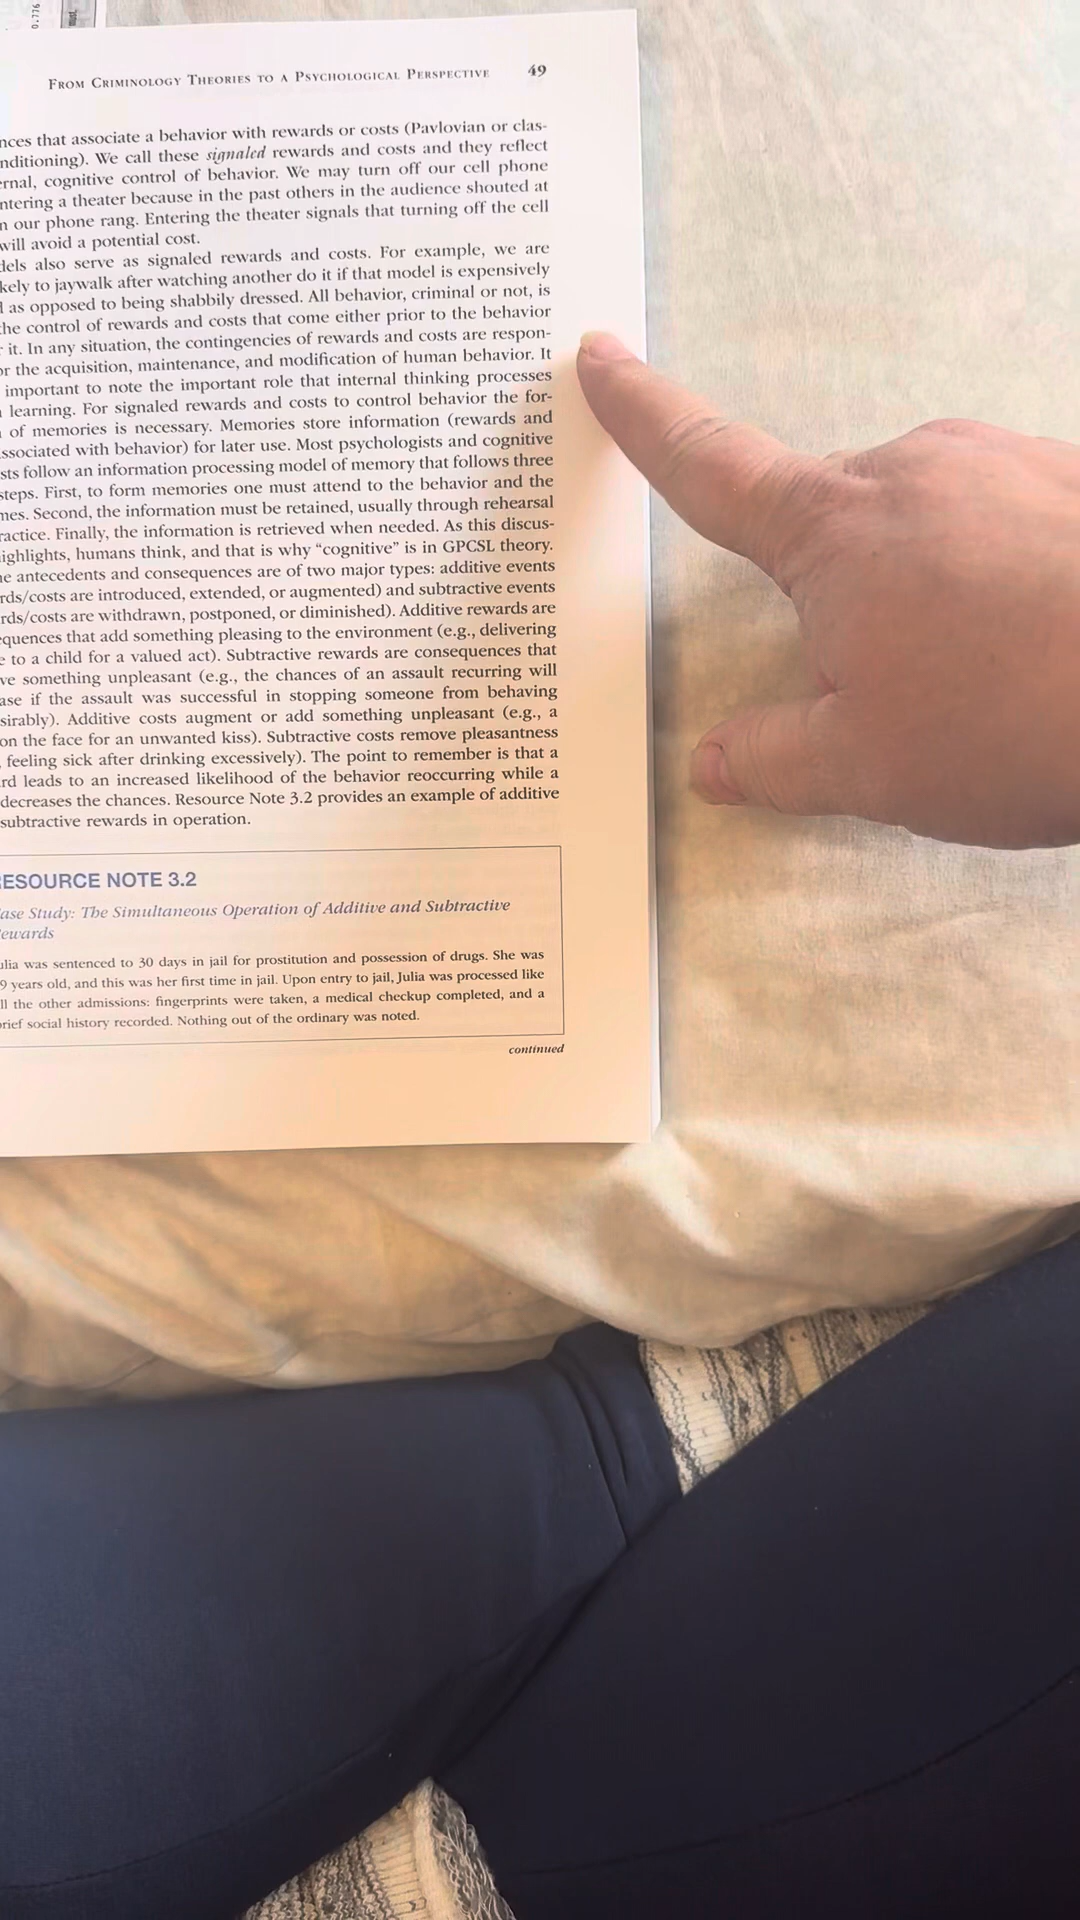 0.776
must,
FROM CRIMINOLOGY THEORIES TO A PSYCHOLOGICAL PERSPECTIVE 49
nces that associate a behavior with rewards or costs (Pavlovian or clas-
nditioning). We call these signaled rewards and costs and they reflect
ernal, cognitive control of behavior. We may turn off our cell phone
ntering a theater because in the past others in the audience shouted at
n our phone rang. Entering the theater signals that turning off the cell
will avoid a potential cost.
dels also serve as signaled rewards and costs. For example, we are
kely to jaywalk after watching another do it if that model is expensively
l as opposed to being shabbily dressed. All behavior, criminal or not, is
the control of rewards and costs that come either prior to the behavior
r it. In any situation, the contingencies of rewards and costs are respon-
or the acquisition, maintenance, and modification of human behavior. It
important to note the important role that internal thinking processes
learning. For signaled rewards and costs to control behavior the for-
of memories is necessary. Memories store information (rewards and
ssociated with behavior) for later use. Most psychologists and cognitive
sts follow an information processing model of memory that follows three
steps. First, to form memories one must attend to the behavior and the
mes. Second, the information must be retained, usually through rehearsal
ractice. Finally, the information is retrieved when needed. As this discus-
ighlights, humans think, and that is why “cognitive” is in GPCSL theory.
e antecedents and consequences are of two major types: additive events
rds/costs are introduced, extended, or augmented) and subtractive events
rds/costs are withdrawn, postponed, or diminished). Additive rewards are
equences that add something pleasing to the environment (e.g., delivering
e to a child for a valued act). Subtractive rewards are consequences that
ve something unpleasant (e.g., the chances of an assault recurring will
ase if the assault was successful in stopping someone from behaving
sirably). Additive costs augment or add something unpleasant (e.g., a
on the face for an unwanted kiss). Subtractive costs remove pleasantness
, feeling sick after drinking excessively). The point to remember is that a
rd leads to an increased likelihood of the behavior reoccurring while a
decreases the chances. Resource Note 3.2 provides an example of additive
subtractive rewards in operation.
ESOURCE NOTE 3.2
ase Study: The Simultaneous Operation of Additive and Subtractive
ewards
ulia was sentenced to 30 days in jail for prostitution and possession of drugs. She was
9 years old, and this was her first time in jail. Upon entry to jail, Julia was processed like
ll the other admissions: fingerprints were taken, a medical checkup completed, and a
brief social history recorded. Nothing out of the ordinary was noted.
continued